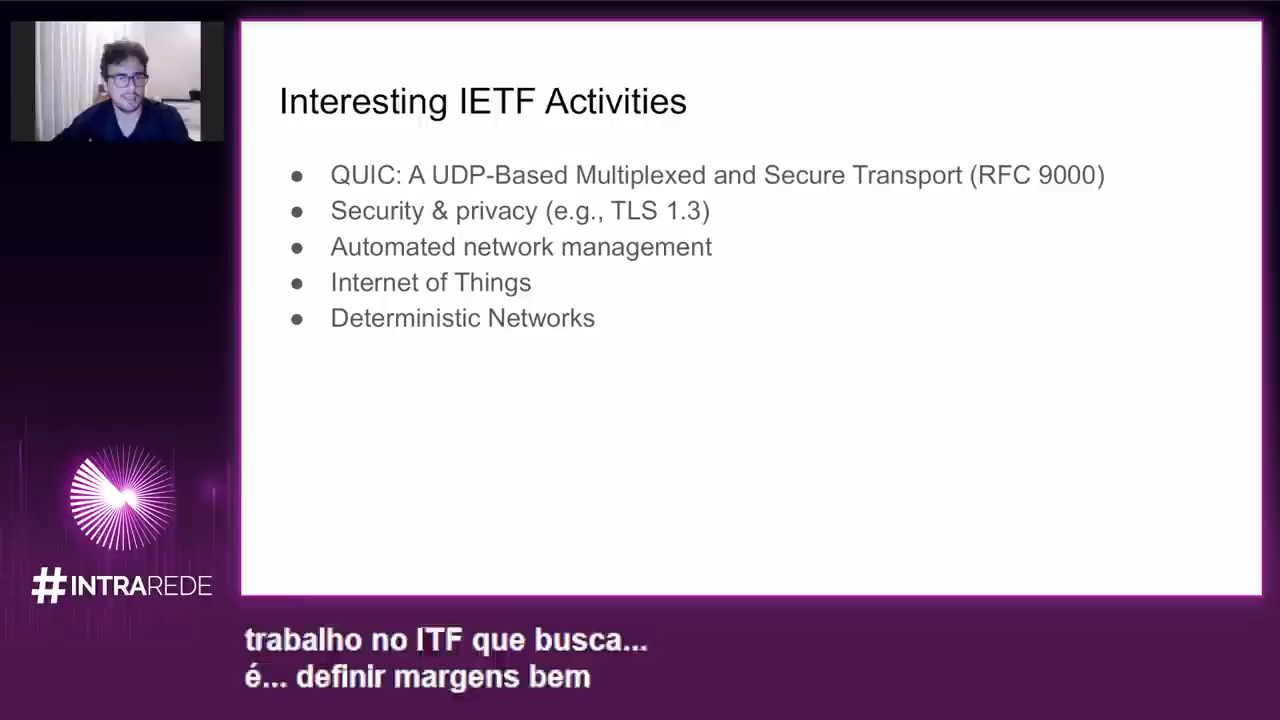 Interesting IETF Activities
● QUIC: A UDP-Based Multiplexed and Secure Transport (RFC 9000)
● Security & privacy (e.g., TLS 1.3)
● Automated network management
● Internet of Things
● Deterministic Networks
#INTRAREDE
trabalho no ITF que busca...
é... definir margens bem